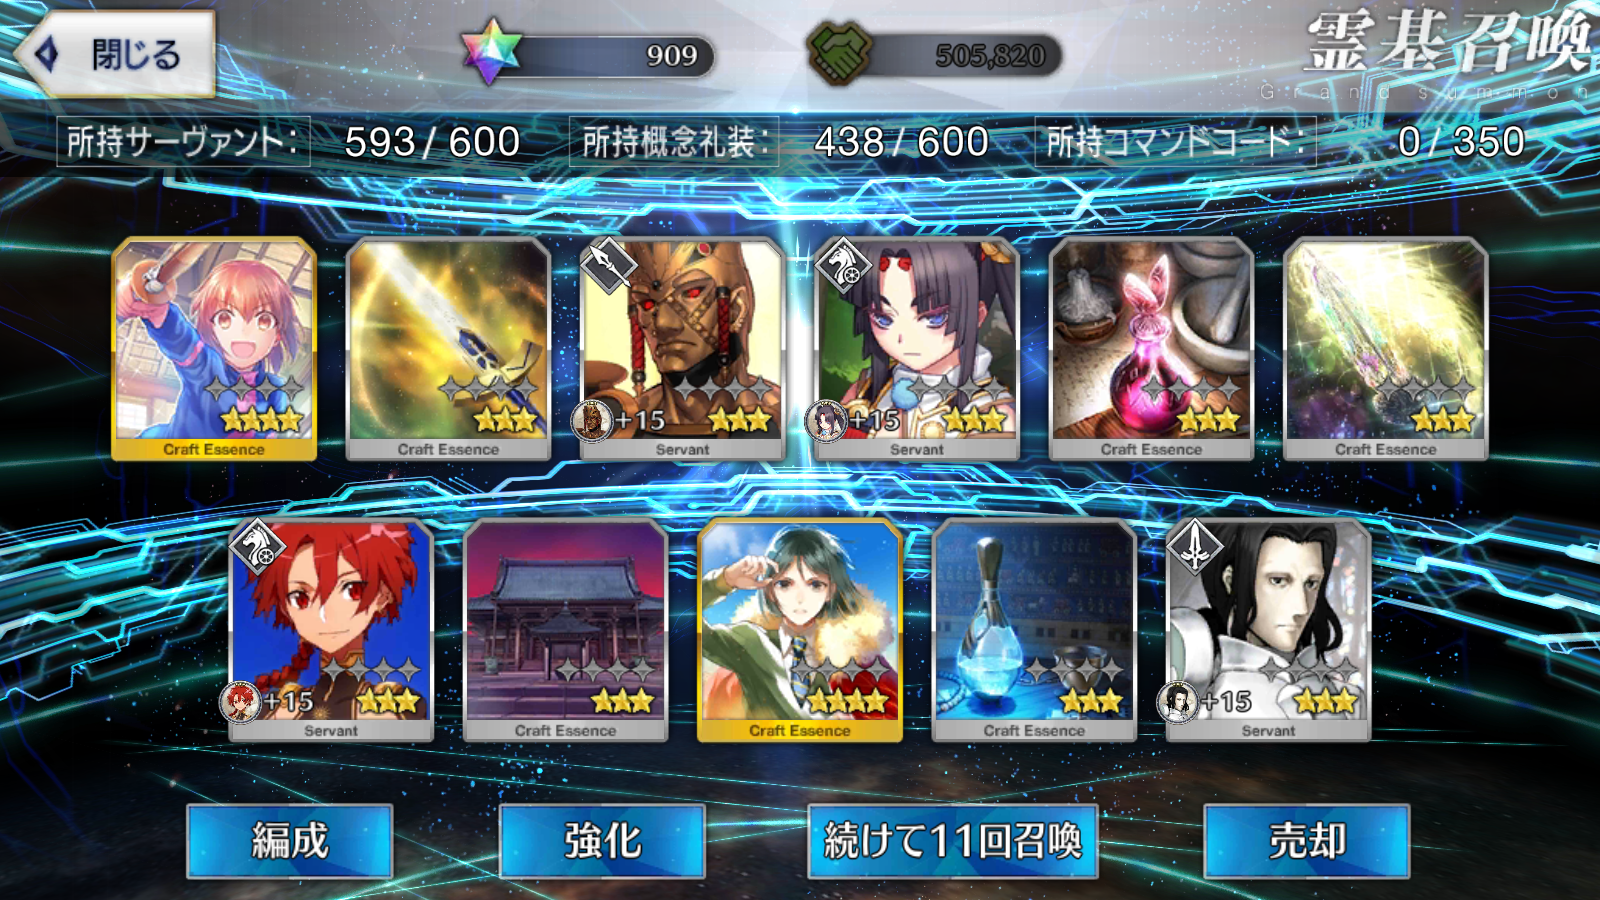 閉じる
909
505,820
霊基召喚
Grand summon
所持サーヴァント: 593 / 600
所持概念礼装: 438 / 600
所持コマンドコード: 0 / 350
+15
+15
Craft Essence
Craft Essence
Servant
Servant
Craft Essence
Craft Essence
+15
+15
Servant
Craft Essence
Craft Essence
Craft Essence
Servant
編成
強化
続けて11回召喚
売却